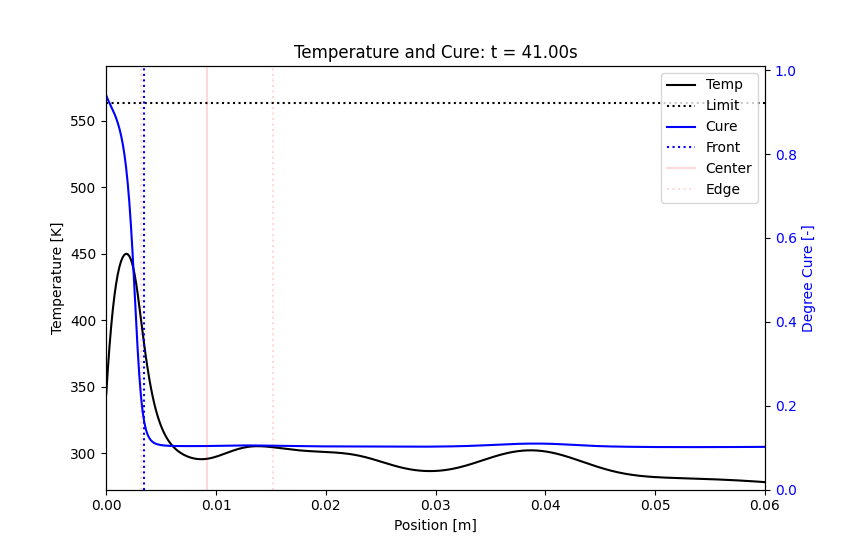 Temperature and Cure: t = 41.00s
Temp
Limit
Cure
Front
Center
Edge
Temperature [K]
550
500
450
400
350
300
Degree Cure [-]
1.0
0.8
0.6
0.4
0.2
0.0
0.00 0.01 0.02 0.03 0.04 0.05 0.06
Position [m]